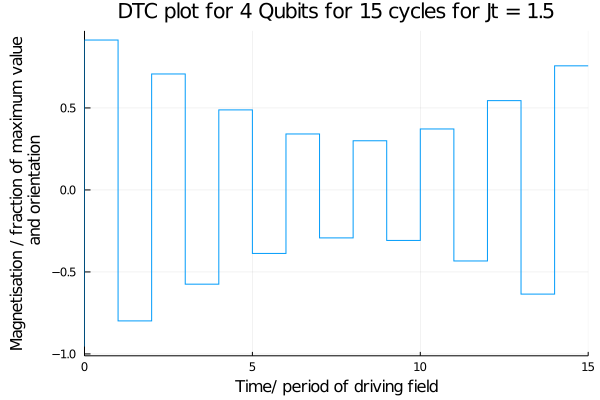 DTC plot for 4 Qubits for 15 cycles for Jt = 1.5
Magnetisation / fraction of maximum value
and orientation
0.5
0.0
−0.5
−1.0
0 5 10 15
Time/ period of driving field